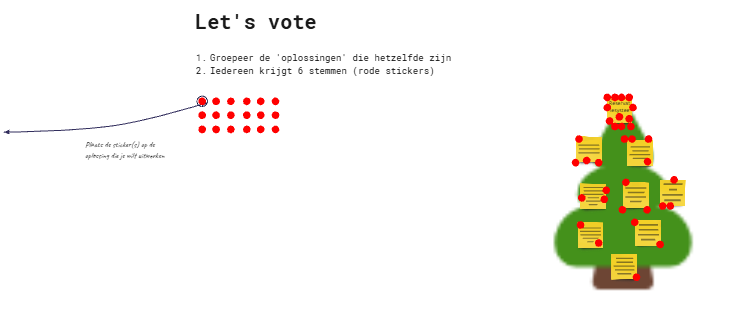 Let's vote
1. Groepeer de 'oplossingen' die hetzelfde zijn
2. Iedereen krijgt 6 stemmen (rode stickers)
Plaats de sticker(s) op de
oplossing die je wilt uitwerken